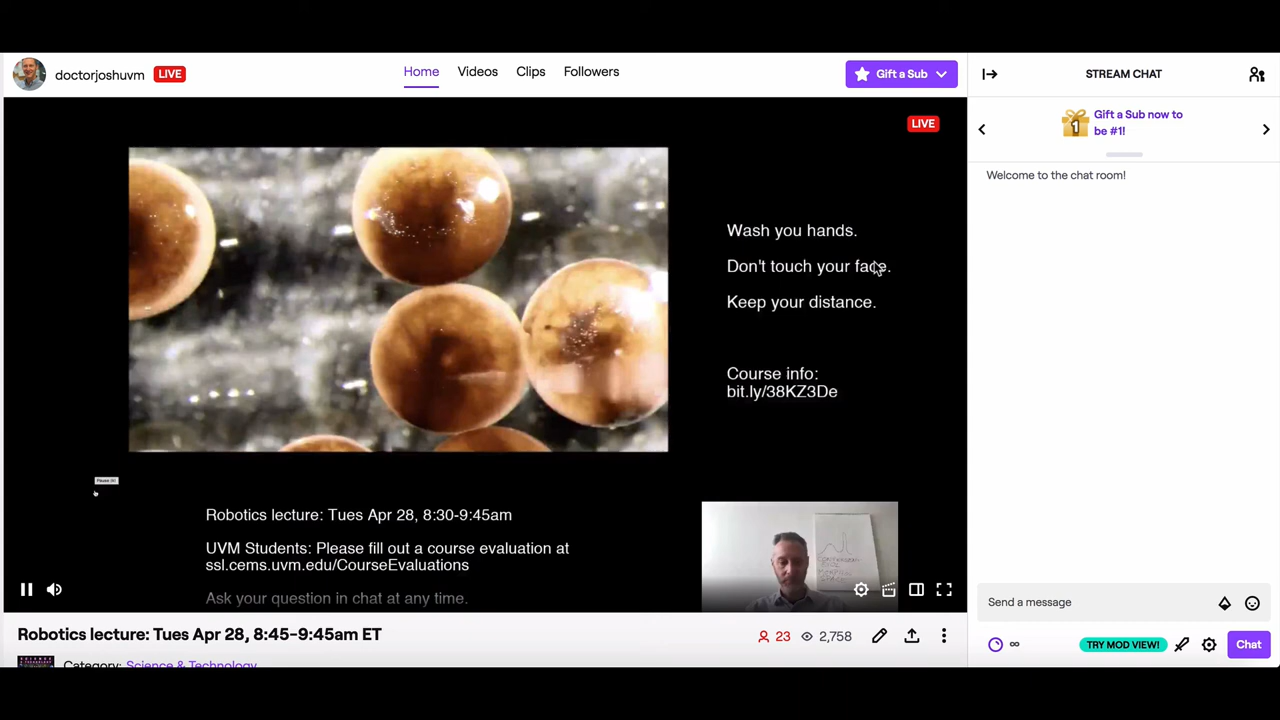 doctorjoshuvm LIVE
Home Videos Clips Followers
Gift a Sub
STREAM CHAT
LIVE
Gift a Sub now to
be #1!
Welcome to the chat room!
Wash you hands.
Don't touch your face.
Keep your distance.
Course info:
bit.ly/38KZ3De
Robotics lecture: Tues Apr 28, 8:30-9:45am
UVM Students: Please fill out a course evaluation at
ssl.cems.uvm.edu/CourseEvaluations
Ask your question in chat at any time.
Send a message
Robotics lecture: Tues Apr 28, 8:45-9:45am ET
23 2,758
TRY MOD VIEW!
Chat
Category: Science & Technology